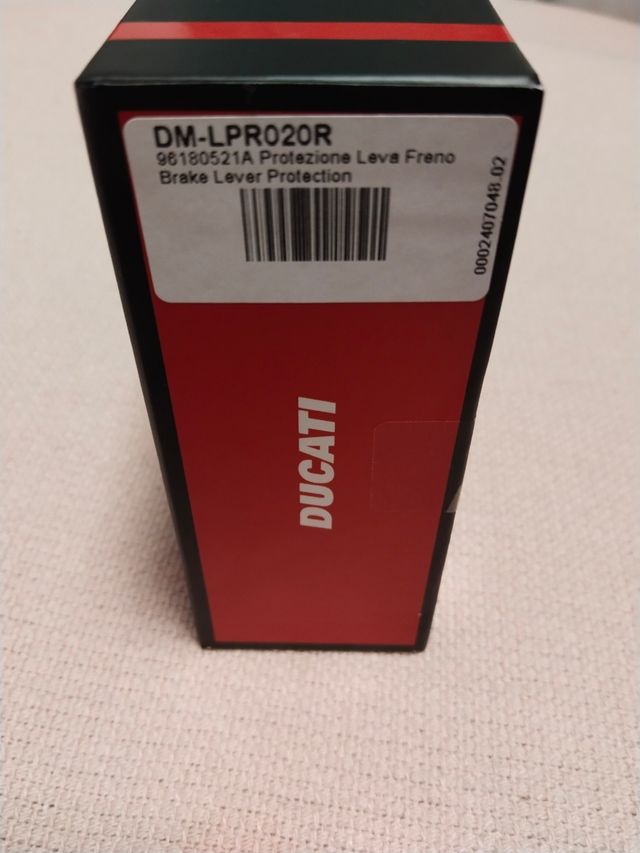 DM-LPR020R
96180521A Protezione Leva Freno
Brake Lever Protection
0002407048.02
DUCATI